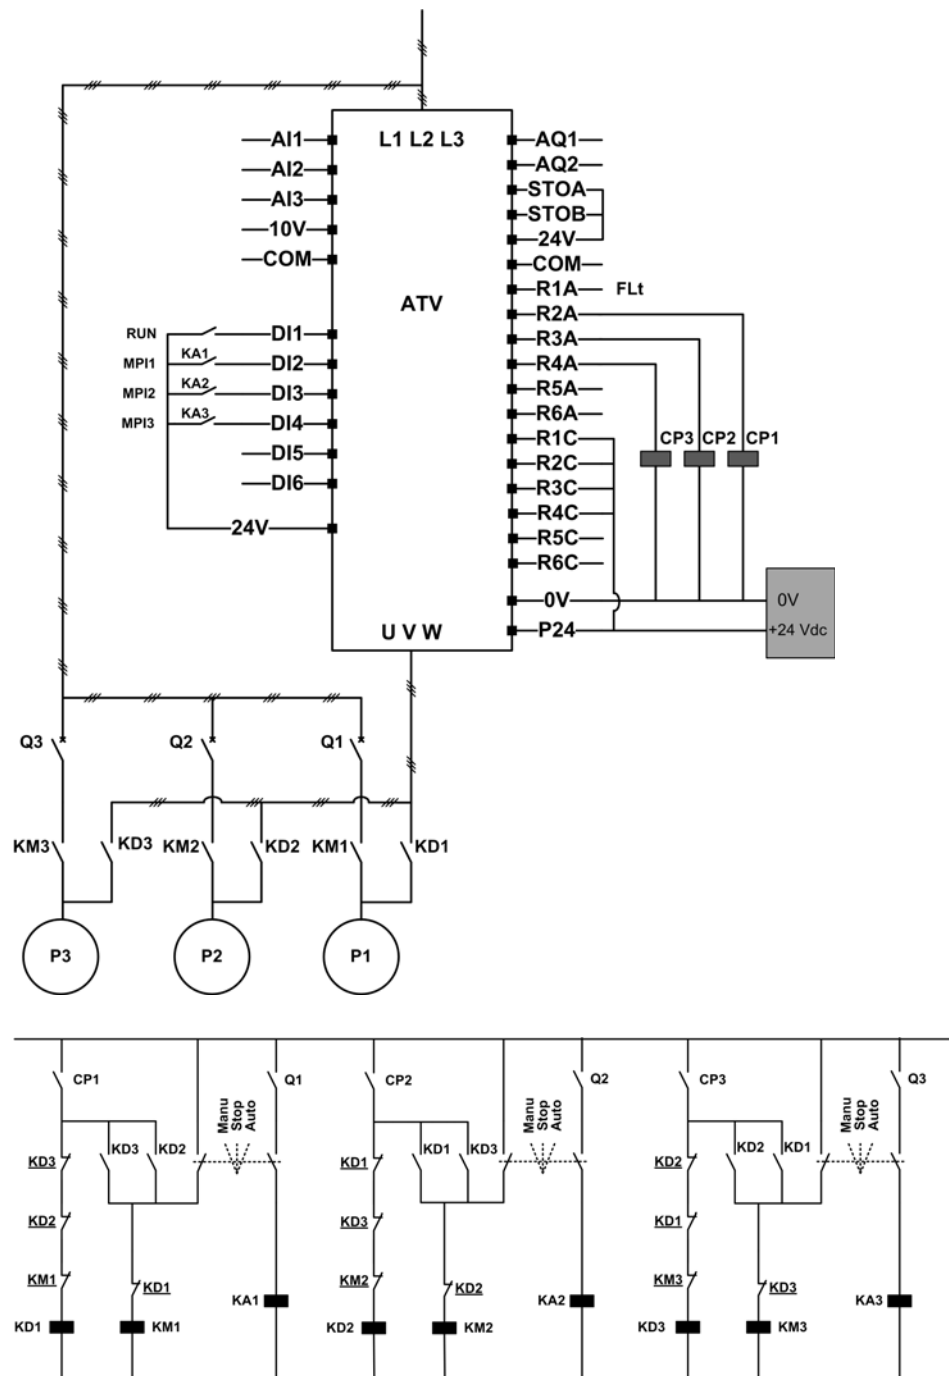 L1 L2 L3
AI1
AI2
AI3
10V
COM
AQ1
AQ2
STOA
STOB
24V
COM
R1A FLt
R2A
R3A
R4A
R5A
R6A
R1C
R2C
R3C
R4C
R5C
R6C
0V
P24
ATV
RUN DI1
MPI1 KA1 DI2
MPI2 KA2 DI3
MPI3 KA3 DI4
DI5
DI6
24V
CP3 CP2 CP1
0V
+24 Vdc
U V W
Q3 Q2 Q1
KM3 KD3 KM2 KD2 KM1 KD1
P3 P2 P1
CP1
Q1
Manu
Stop
Auto
KD3
KD2
KD3
KD2
KM1
KD1
KA1
KD1
KM1
CP2
Q2
Manu
Stop
Auto
KD1
KD3
KD1
KD3
KM2
KD2
KA2
KD2
KM2
CP3
Q3
Manu
Stop
Auto
KD2
KD1
KD2
KD1
KM3
KD3
KA3
KD3
KM3